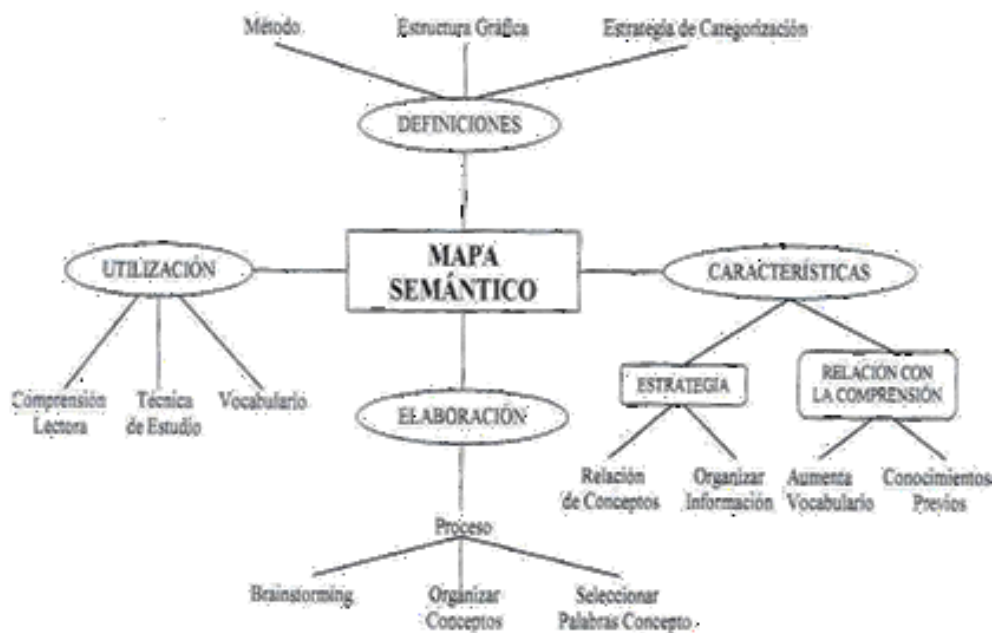 Método
Estructura Gráfica
Estrategia de Categorización
DEFINICIONES
MAPA
SEMÁNTICO
UTILIZACIÓN
Comprensión
Lectora
Técnica
de Estudio
Vocabulario
CARACTERÍSTICAS
ESTRATEGIA
Relación
de Conceptos
Organizar
Información
RELACION CON
LA COMPRENSIÓN
Aumenta
Vocabulario
Conocimientos
Previos
ELABORACIÓN
Proceso
Brainstorming
Organizar
Conceptos
Seleccionar
Palabras Concepto